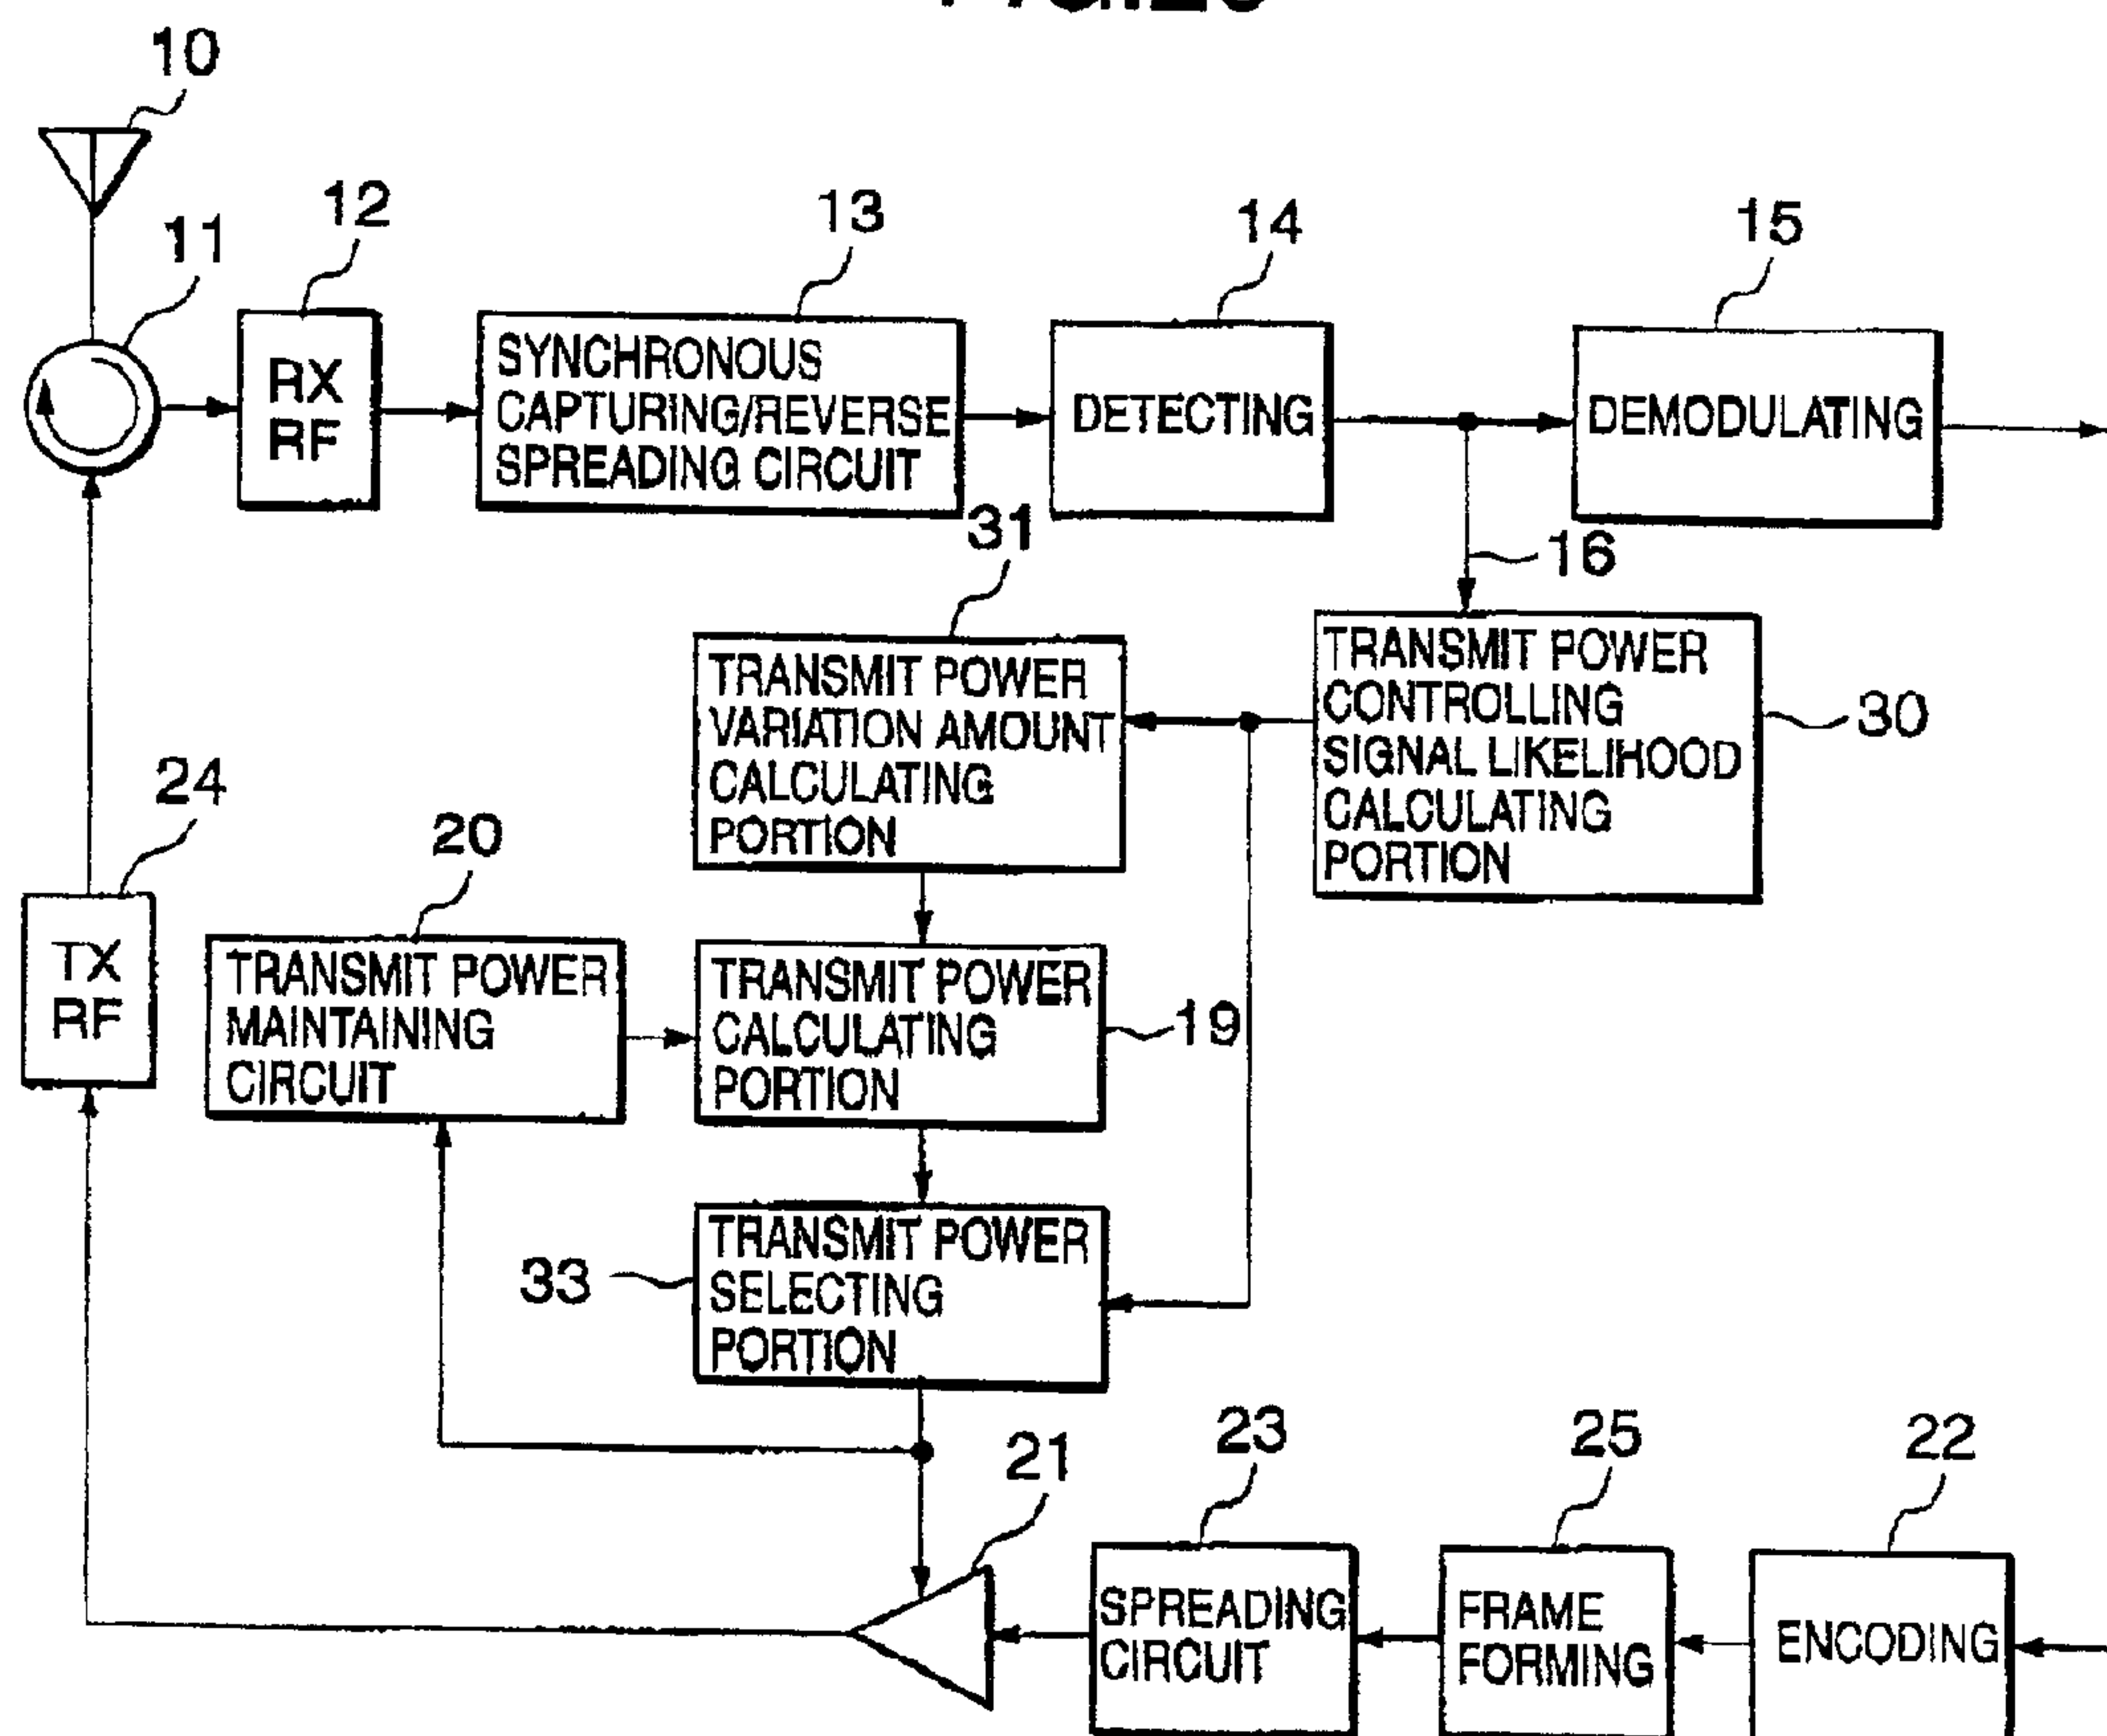 10
11
12
13
14
15
RX
RF
SYNCHRONOUS
CAPTURING/REVERSE
SPREADING CIRCUIT
DETECTING
DEMODULATING
16
31
TRANSMIT POWER
VARIATION AMOUNT
CALCULATING
PORTION
TRANSMIT POWER
CONTROLLING
SIGNAL LIKELIHOOD
CALCULATING
PORTION
30
24
TX
RF
20
TRANSMIT POWER
MAINTAINING
CIRCUIT
TRANSMIT POWER
CALCULATING
PORTION
19
33
TRANSMIT POWER
SELECTING
PORTION
21
23
25
22
SPREADING
CIRCUIT
FRAME
FORMING
ENCODING